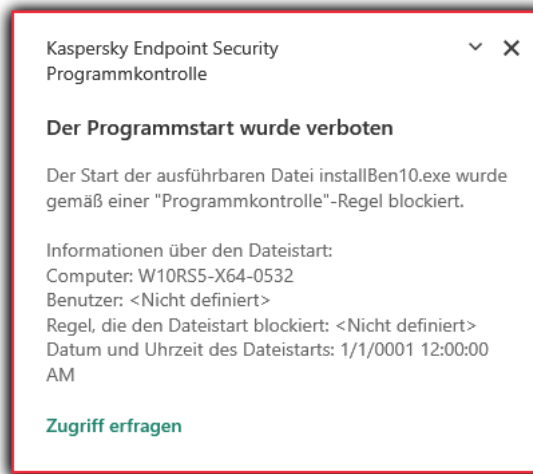 Kaspersky Endpoint Security
Programmkontrolle
Der Programmstart wurde verboten
Der Start der ausführbaren Datei installBen10.exe wurde
gemäß einer "Programmkontrolle"-Regel blockiert.
Informationen über den Dateistart:
Computer: W10RS5-X64-0532
Benutzer: <Nicht definiert>
Regel, die den Dateistart blockiert: <Nicht definiert>
Datum und Uhrzeit des Dateistarts: 1/1/0001 12:00:00
AM
Zugriff erfragen